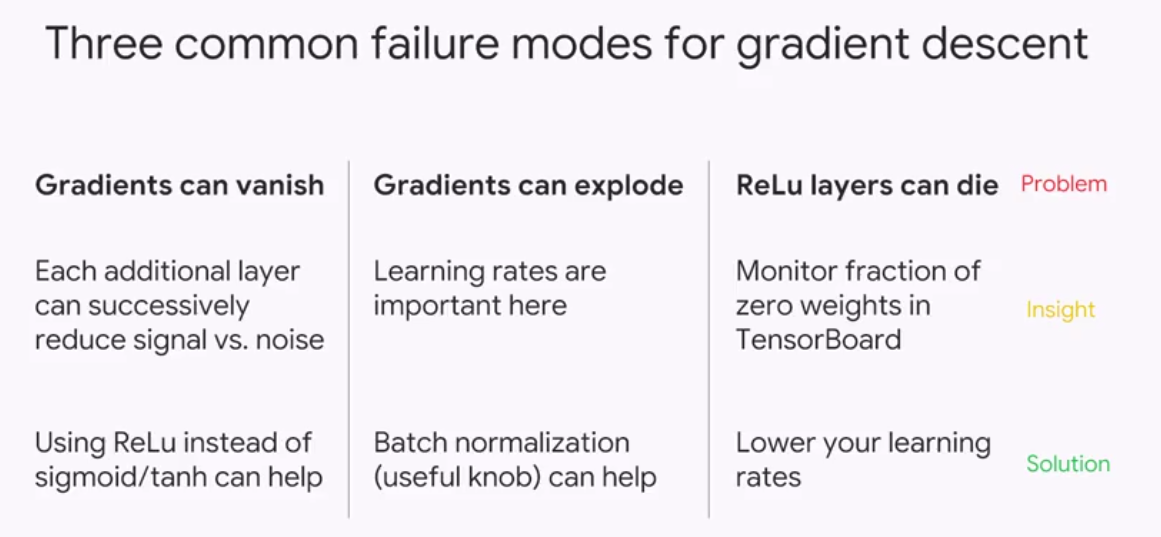 Three common failure modes for gradient descent
Gradients can vanish
Gradients can explode
ReLu layers can die
Problem
Each additional layer
can successively
reduce signal vs. noise
Learning rates are
important here
Monitor fraction of
zero weights in
TensorBoard
Insight
Using ReLu instead of
sigmoid/tanh can help
Batch normalization
(useful knob) can help
Lower your learning
rates
Solution